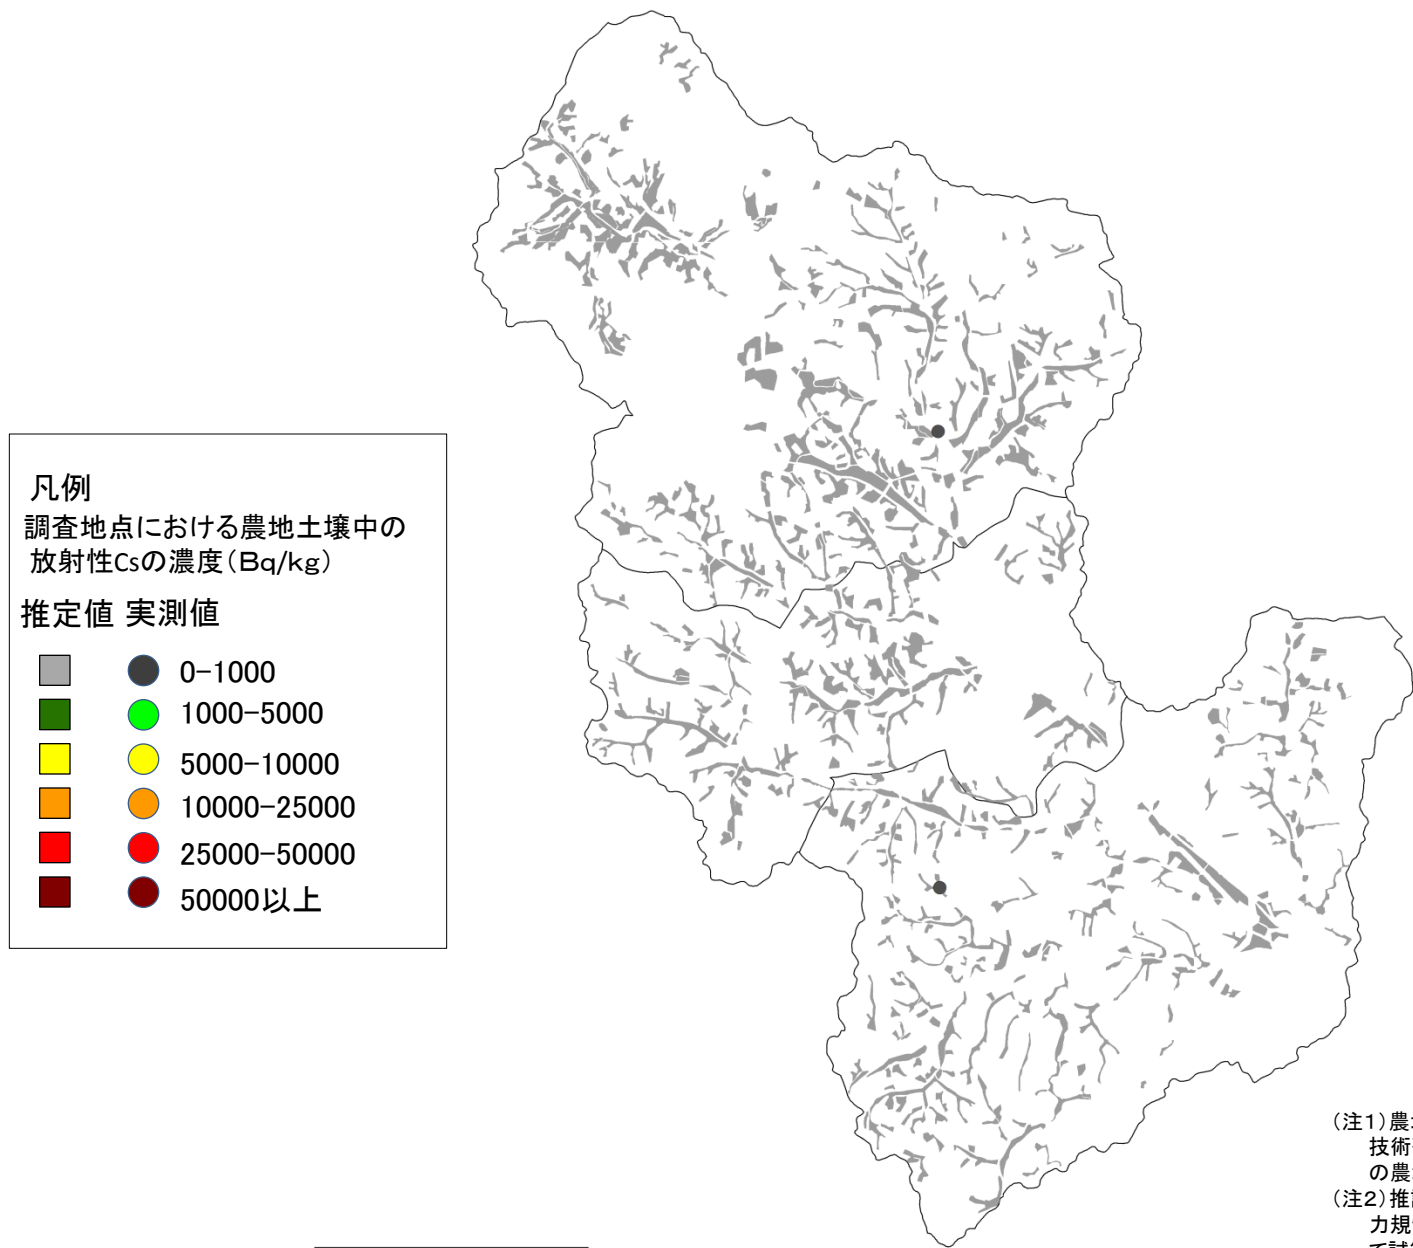 凡例
調査地点における農地土壌中の
放射性Csの濃度(Bq/kg)
推定値 実測値
0-1000
1000-5000
5000-10000
10000-25000
25000-50000
50000以上
(注1)農
技術
の農
(注2)推
力規